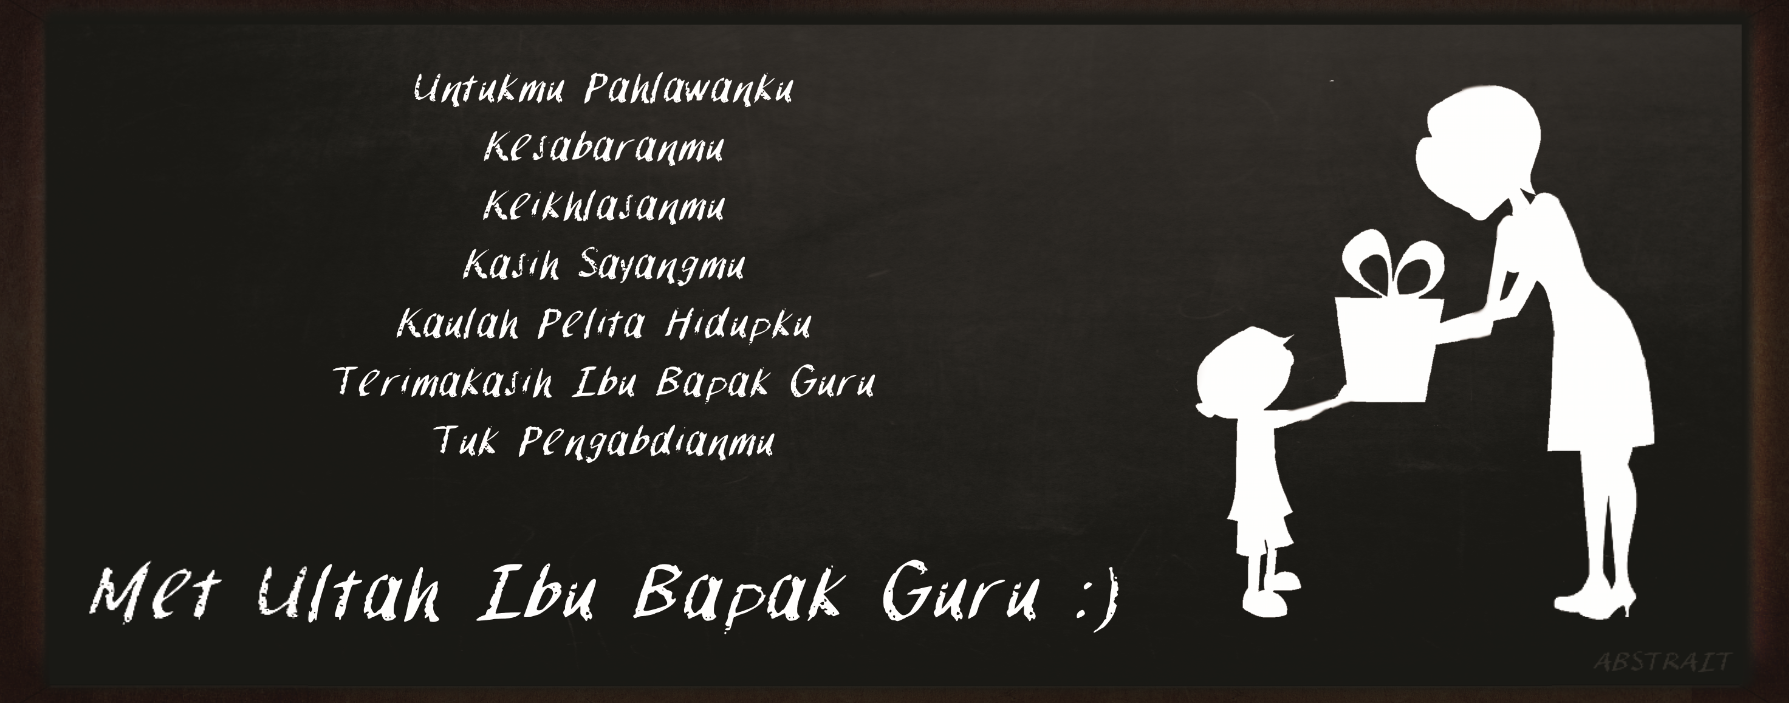 Untukmu Pahlawanku
Kesabaranmu
Keikhlasanmu
Kasih Sayangmu
Kaulah Pelita Hidupku
Terimakasih Ibu Bapak Guru
Tuk Pengabdianmu
Met Ultah Ibu Bapak Guru :)
ABSTRAIT